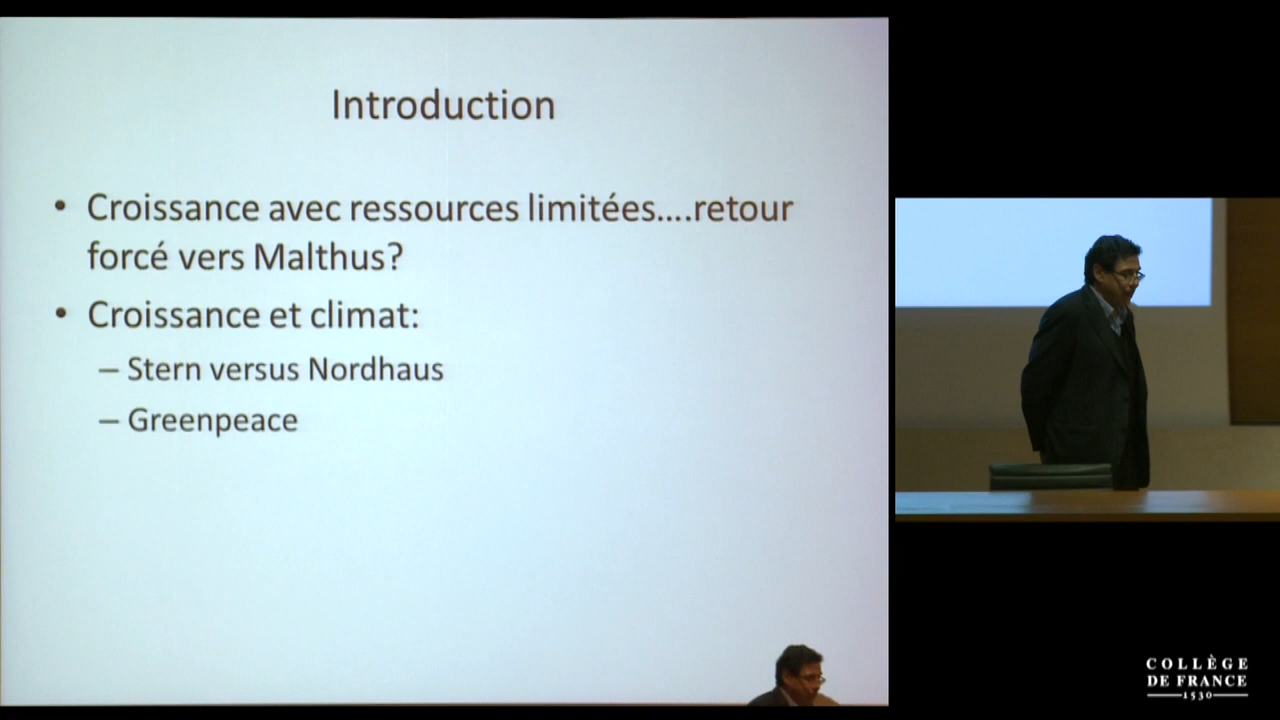 Introduction
• Croissance avec ressources limitées….retour
forcé vers Malthus?
• Croissance et climat:
– Stern versus Nordhaus
– Greenpeace
COLLÈGE
DE FRANCE
1530